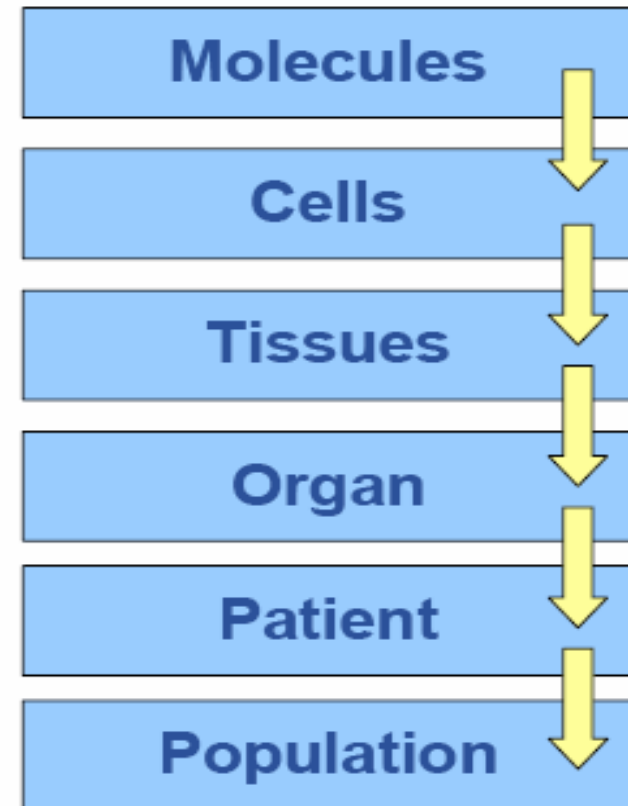 Molecules
Cells
Tissues
Organ
Patient
Population